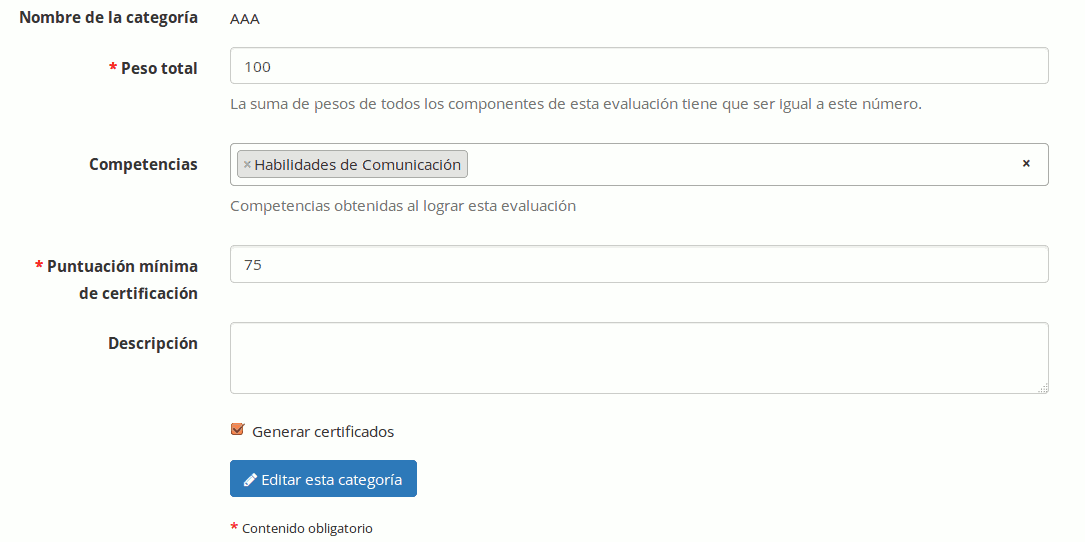 Nombre de la categoría AAA
* Peso total 100
La suma de pesos de todos los componentes de esta evaluación tiene que ser igual a este número.
Competencias × Habilidades de Comunicación ×
Competencias obtenidas al lograr esta evaluación
* Puntuación mínima 75
de certificación
Descripción
Generar certificados
Editar esta categoría
* Contenido obligatorio